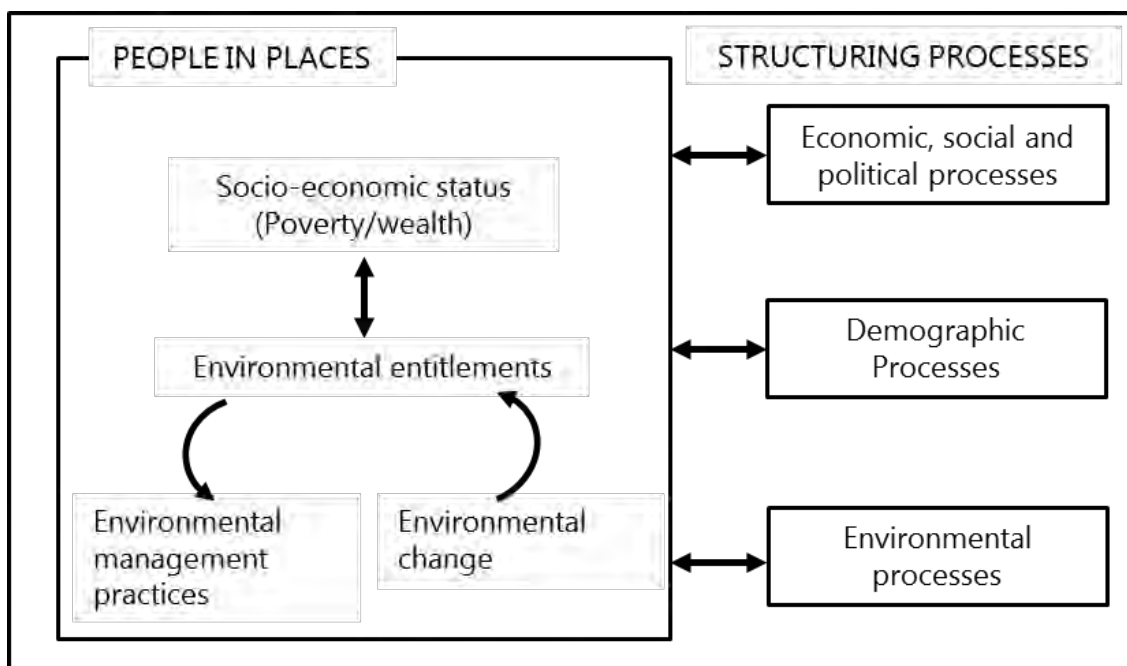 PEOPLE IN PLACES
STRUCTURING PROCESSES
Socio-economic status
(Poverty/wealth)
Environmental entitlements
Environmental
management
practices
Environmental
change
Economic, social and
political processes
Demographic
Processes
Environmental
processes